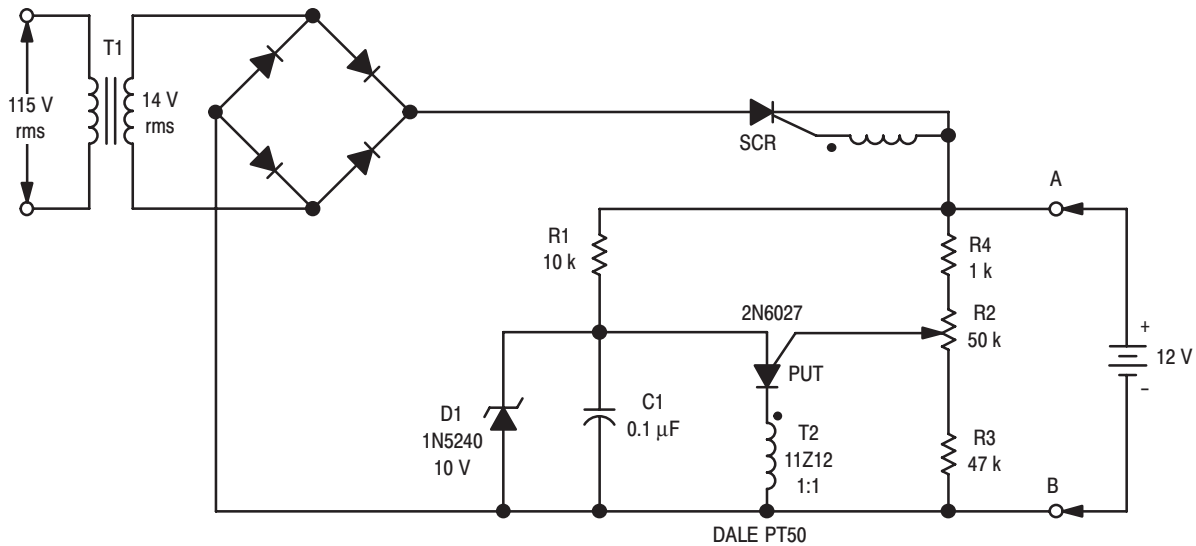 T1
115 V
rms
14 V
rms
SCR
A
R1
10 k
R4
1 k
2N6027
R2
50 k
+
12 V
−
PUT
D1
1N5240
10 V
C1
0.1 μF
T2
11Z12
1:1
R3
47 k
B
DALE PT50